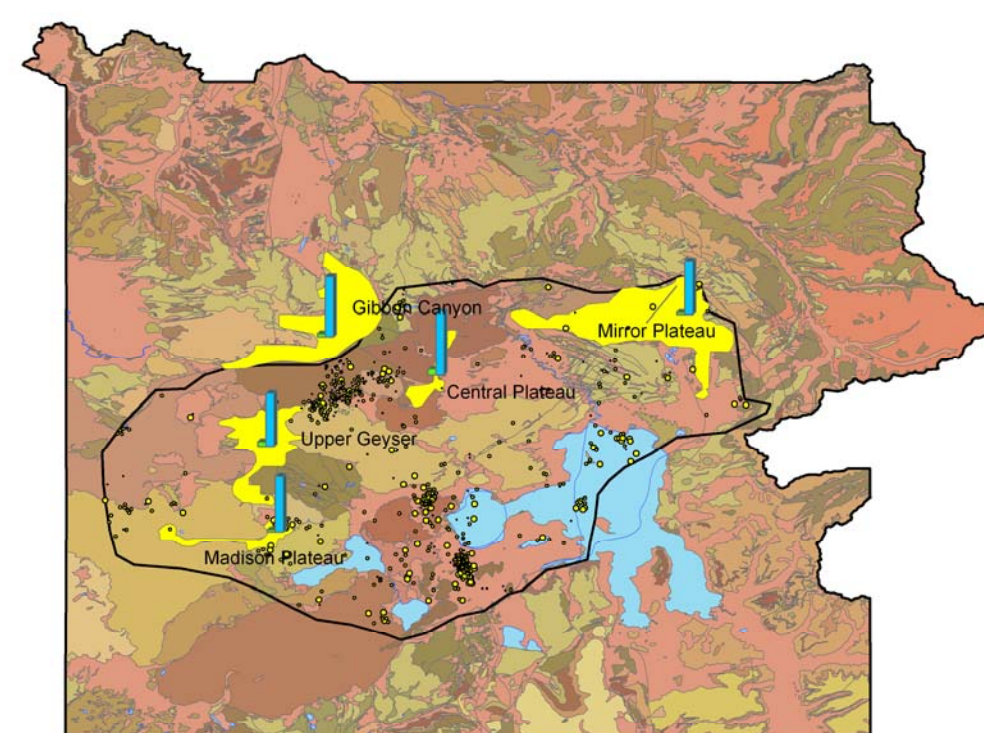 Gibbon Canyon
Mirror Plateau
Central Plateau
Upper Geyser
Madison Plateau